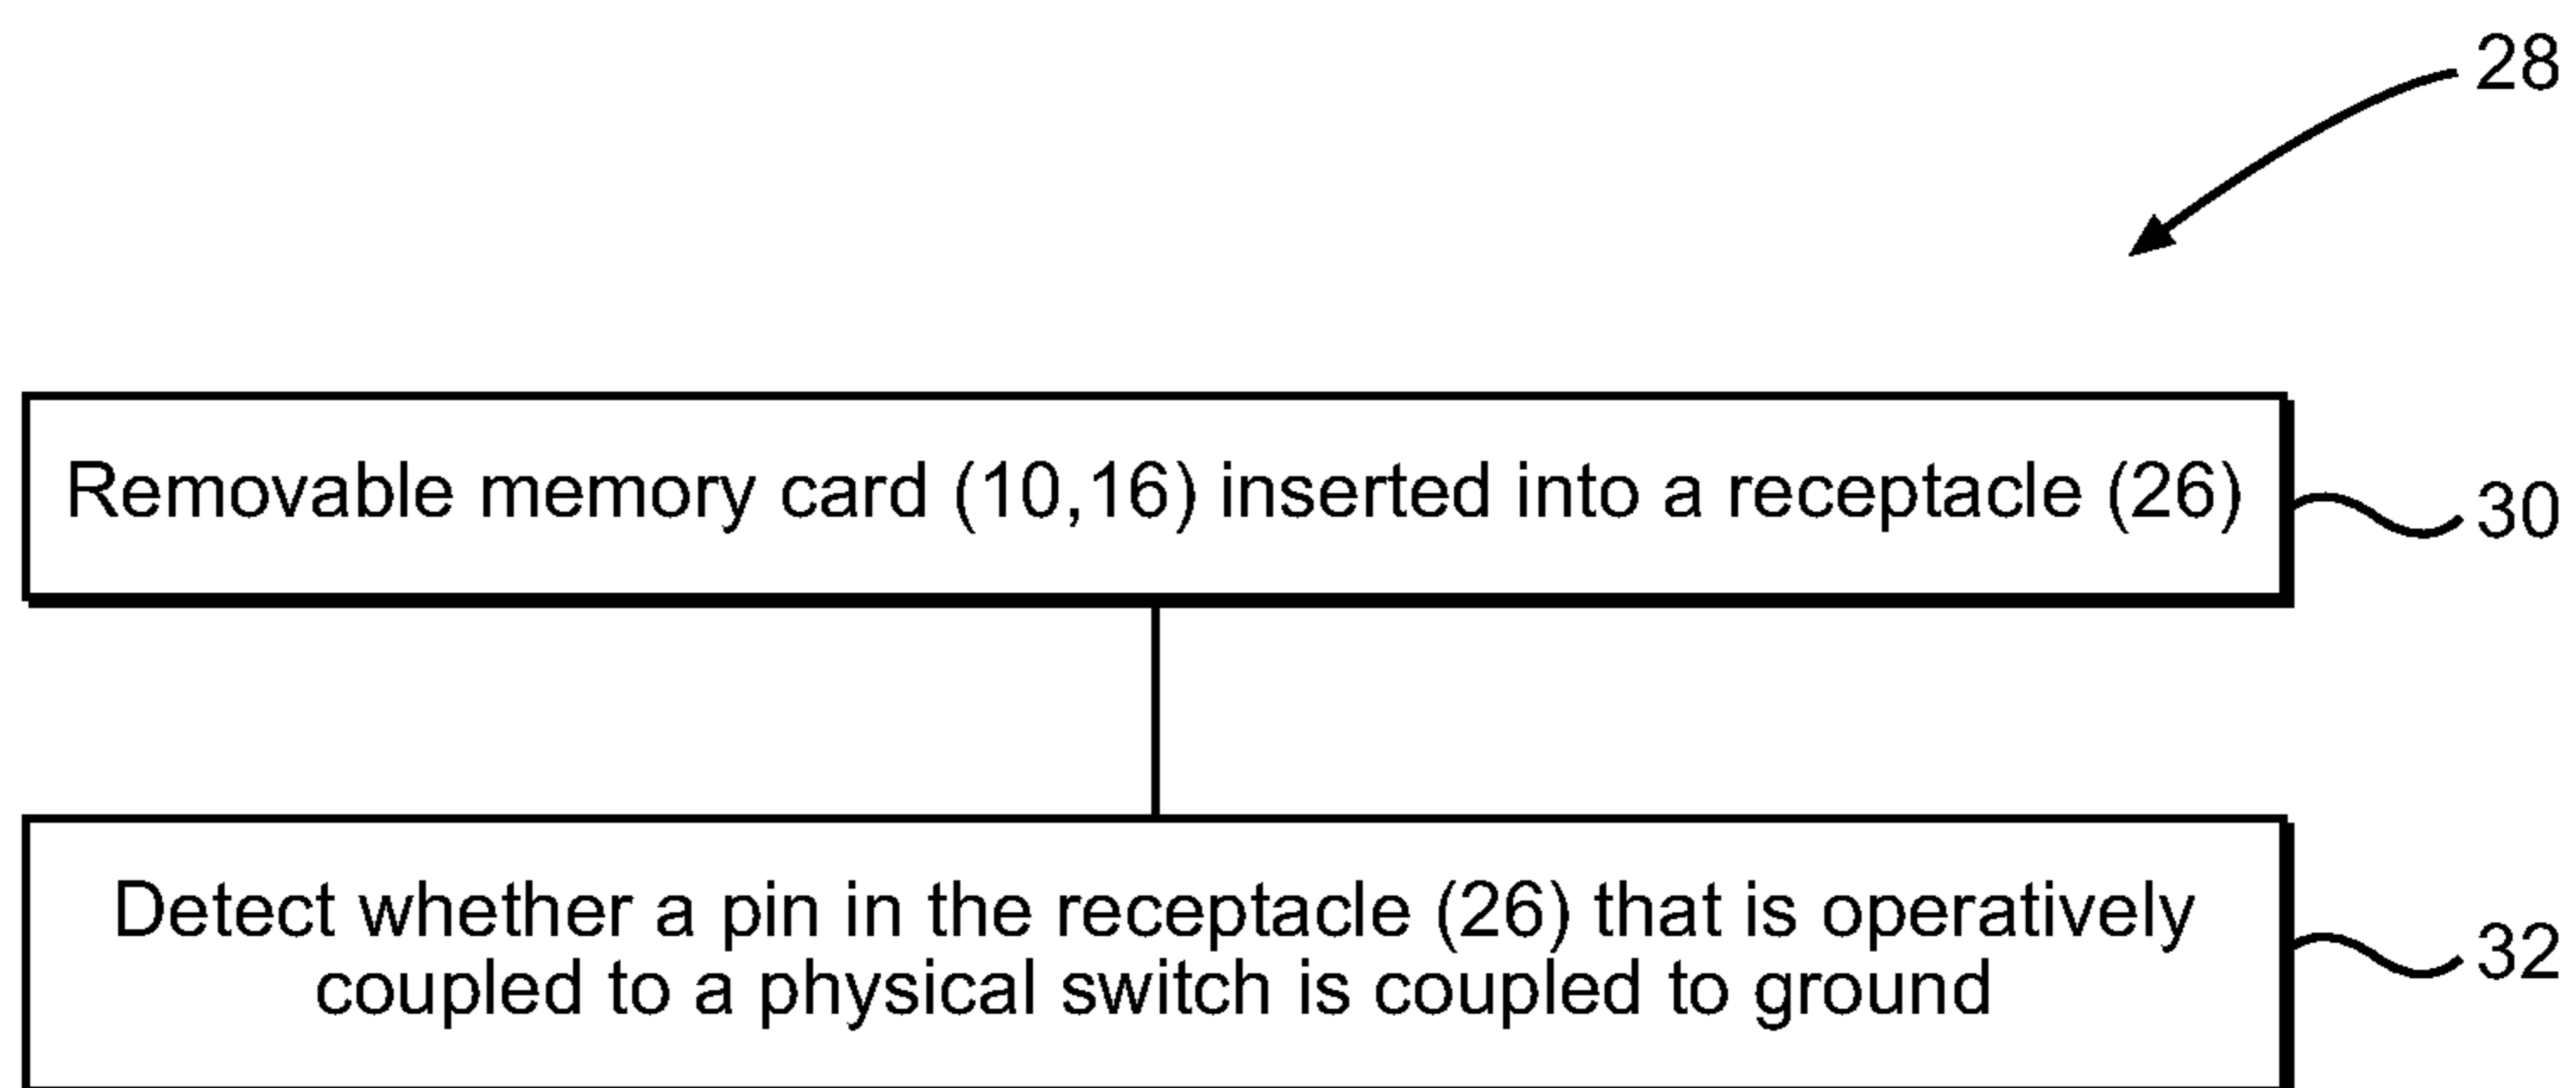 28
Removable memory card (10,16) inserted into a receptacle (26)
30
Detect whether a pin in the receptacle (26) that is operatively
coupled to a physical switch is coupled to ground
32